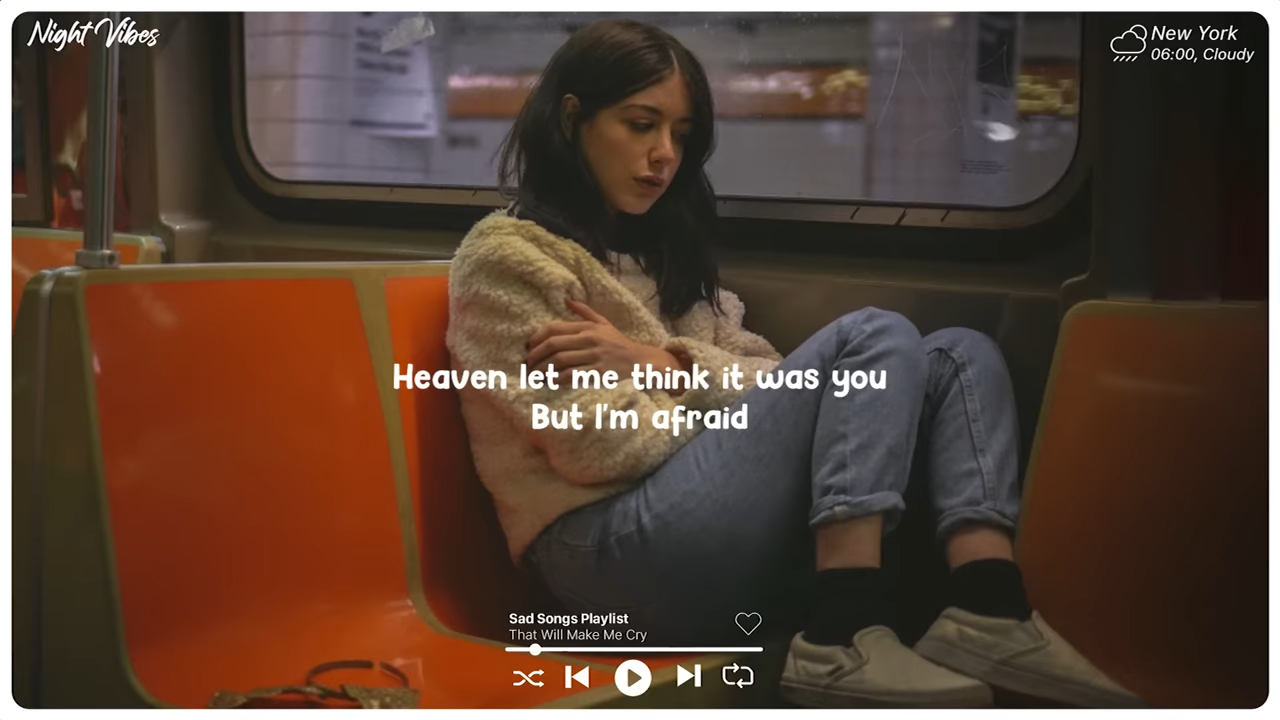 Night Vibes
New York
06:00, Cloudy
Heaven let me think it was you
But I'm afraid
Sad Songs Playlist
That Will Make Me Cry